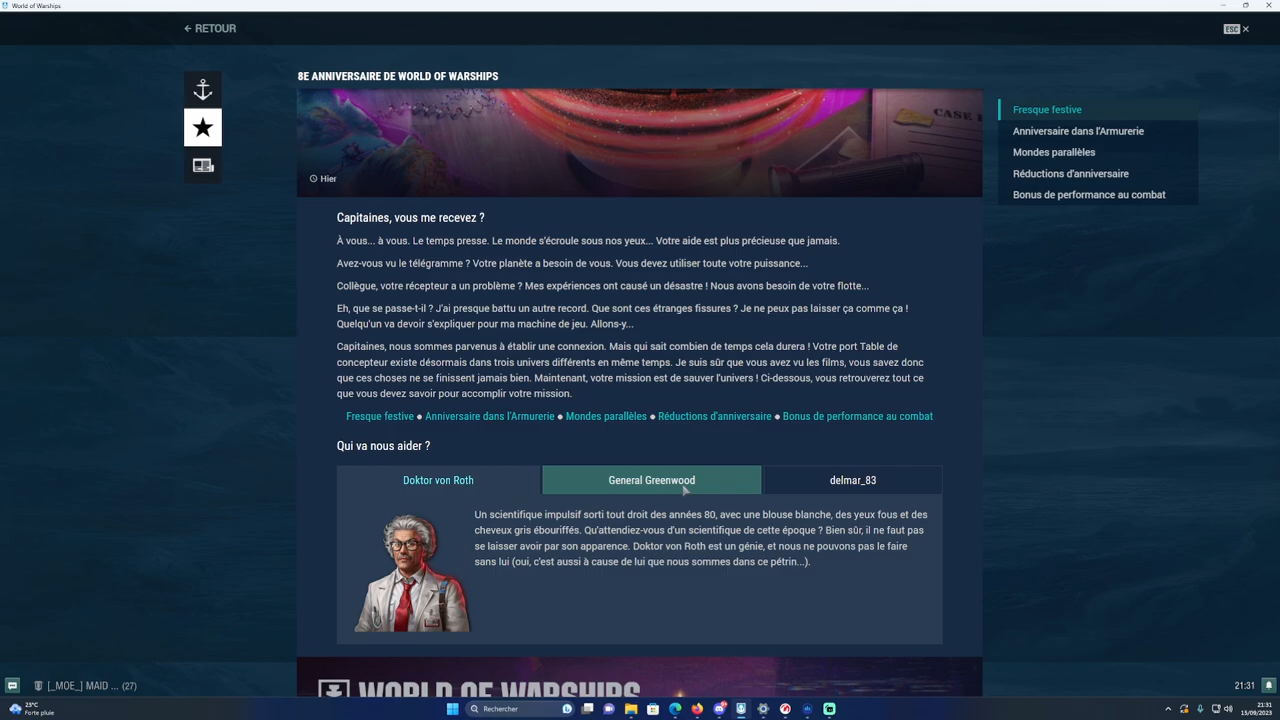 World of Warships
← RETOUR
ESC ×
8E ANNIVERSAIRE DE WORLD OF WARSHIPS
CASE
Hier
Fresque festive
Anniversaire dans l'Armurerie
Mondes parallèles
Réductions d'anniversaire
Bonus de performance au combat
Capitaines, vous me recevez ?
À vous... à vous. Le temps presse. Le monde s'écroule sous nos yeux... Votre aide est plus précieuse que jamais.
Avez-vous vu le télégramme ? Votre planète a besoin de vous. Vous devez utiliser toute votre puissance...
Collègue, votre récepteur a un problème ? Mes expériences ont causé un désastre ! Nous avons besoin de votre flotte...
Eh, que se passe-t-il ? J'ai presque battu un autre record. Que sont ces étranges fissures ? Je ne peux pas laisser ça comme ça !
Quelqu'un va devoir s'expliquer pour ma machine de jeu. Allons-y...
Capitaines, nous sommes parvenus à établir une connexion. Mais qui sait combien de temps cela durera ! Votre port Table de
concepteur existe désormais dans trois univers différents en même temps. Je suis sûr que vous avez vu les films, vous savez donc
que ces choses ne se finissent jamais bien. Maintenant, votre mission est de sauver l'univers ! Ci-dessous, vous retrouverez tout ce
que vous devez savoir pour accomplir votre mission.
Fresque festive ● Anniversaire dans l'Armurerie ● Mondes parallèles ● Réductions d'anniversaire ● Bonus de performance au combat
Qui va nous aider ?
Doktor von Roth
General Greenwood
delmar_83
Un scientifique impulsif sorti tout droit des années 80, avec une blouse blanche, des yeux fous et des
cheveux gris ébouriffés. Qu'attendiez-vous d'un scientifique de cette époque ? Bien sûr, il ne faut pas
se laisser avoir par son apparence. Doktor von Roth est un génie, et nous ne pouvons pas le faire
sans lui (oui, c'est aussi à cause de lui que nous sommes dans ce pétrin...).
WORLD OF WARSHIPS
[_MOE_] MAID ... (27)
21:31
23°C
Forte pluie
Rechercher
21:31
15/09/2023